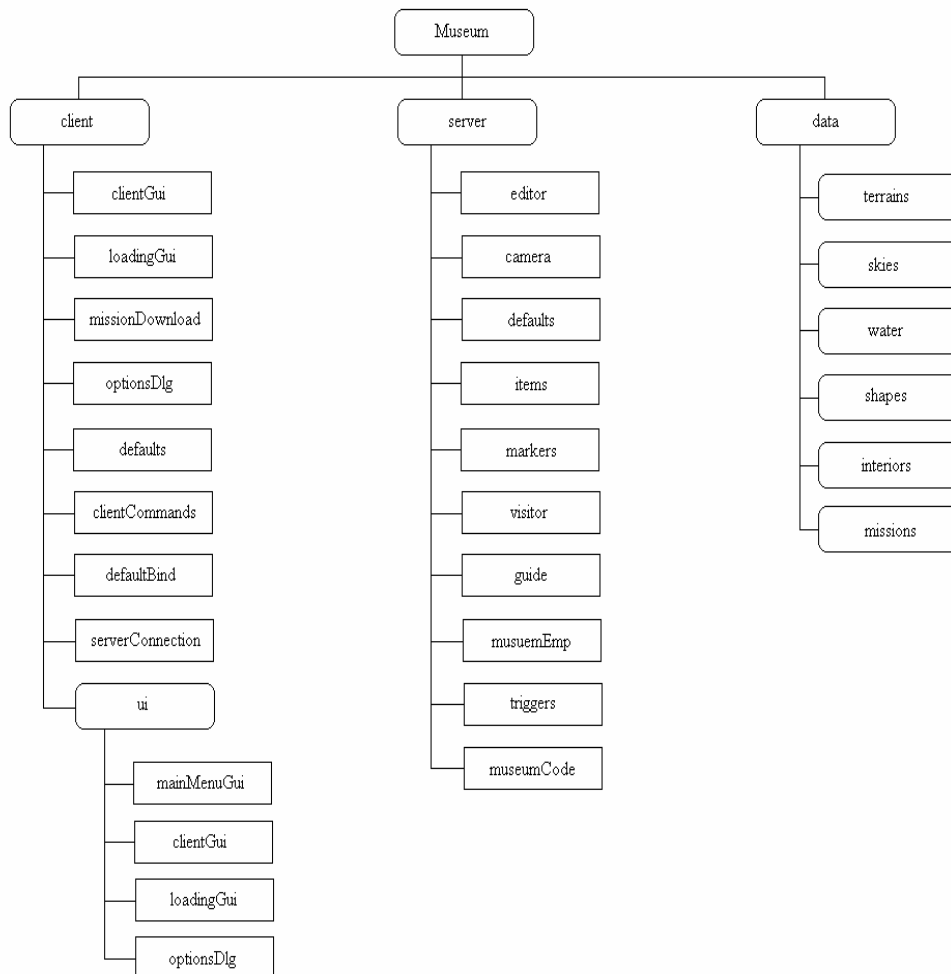 Museum
client
server
data
clientGui
loadingGui
missionDownload
optionsDlg
defaults
clientCommands
defaultBind
serverConnection
ui
mainMenuGui
clientGui
loadingGui
optionsDlg
editor
camera
defaults
items
markers
visitor
guide
musuemEmp
triggers
museumCode
terrains
skies
water
shapes
interiors
missions